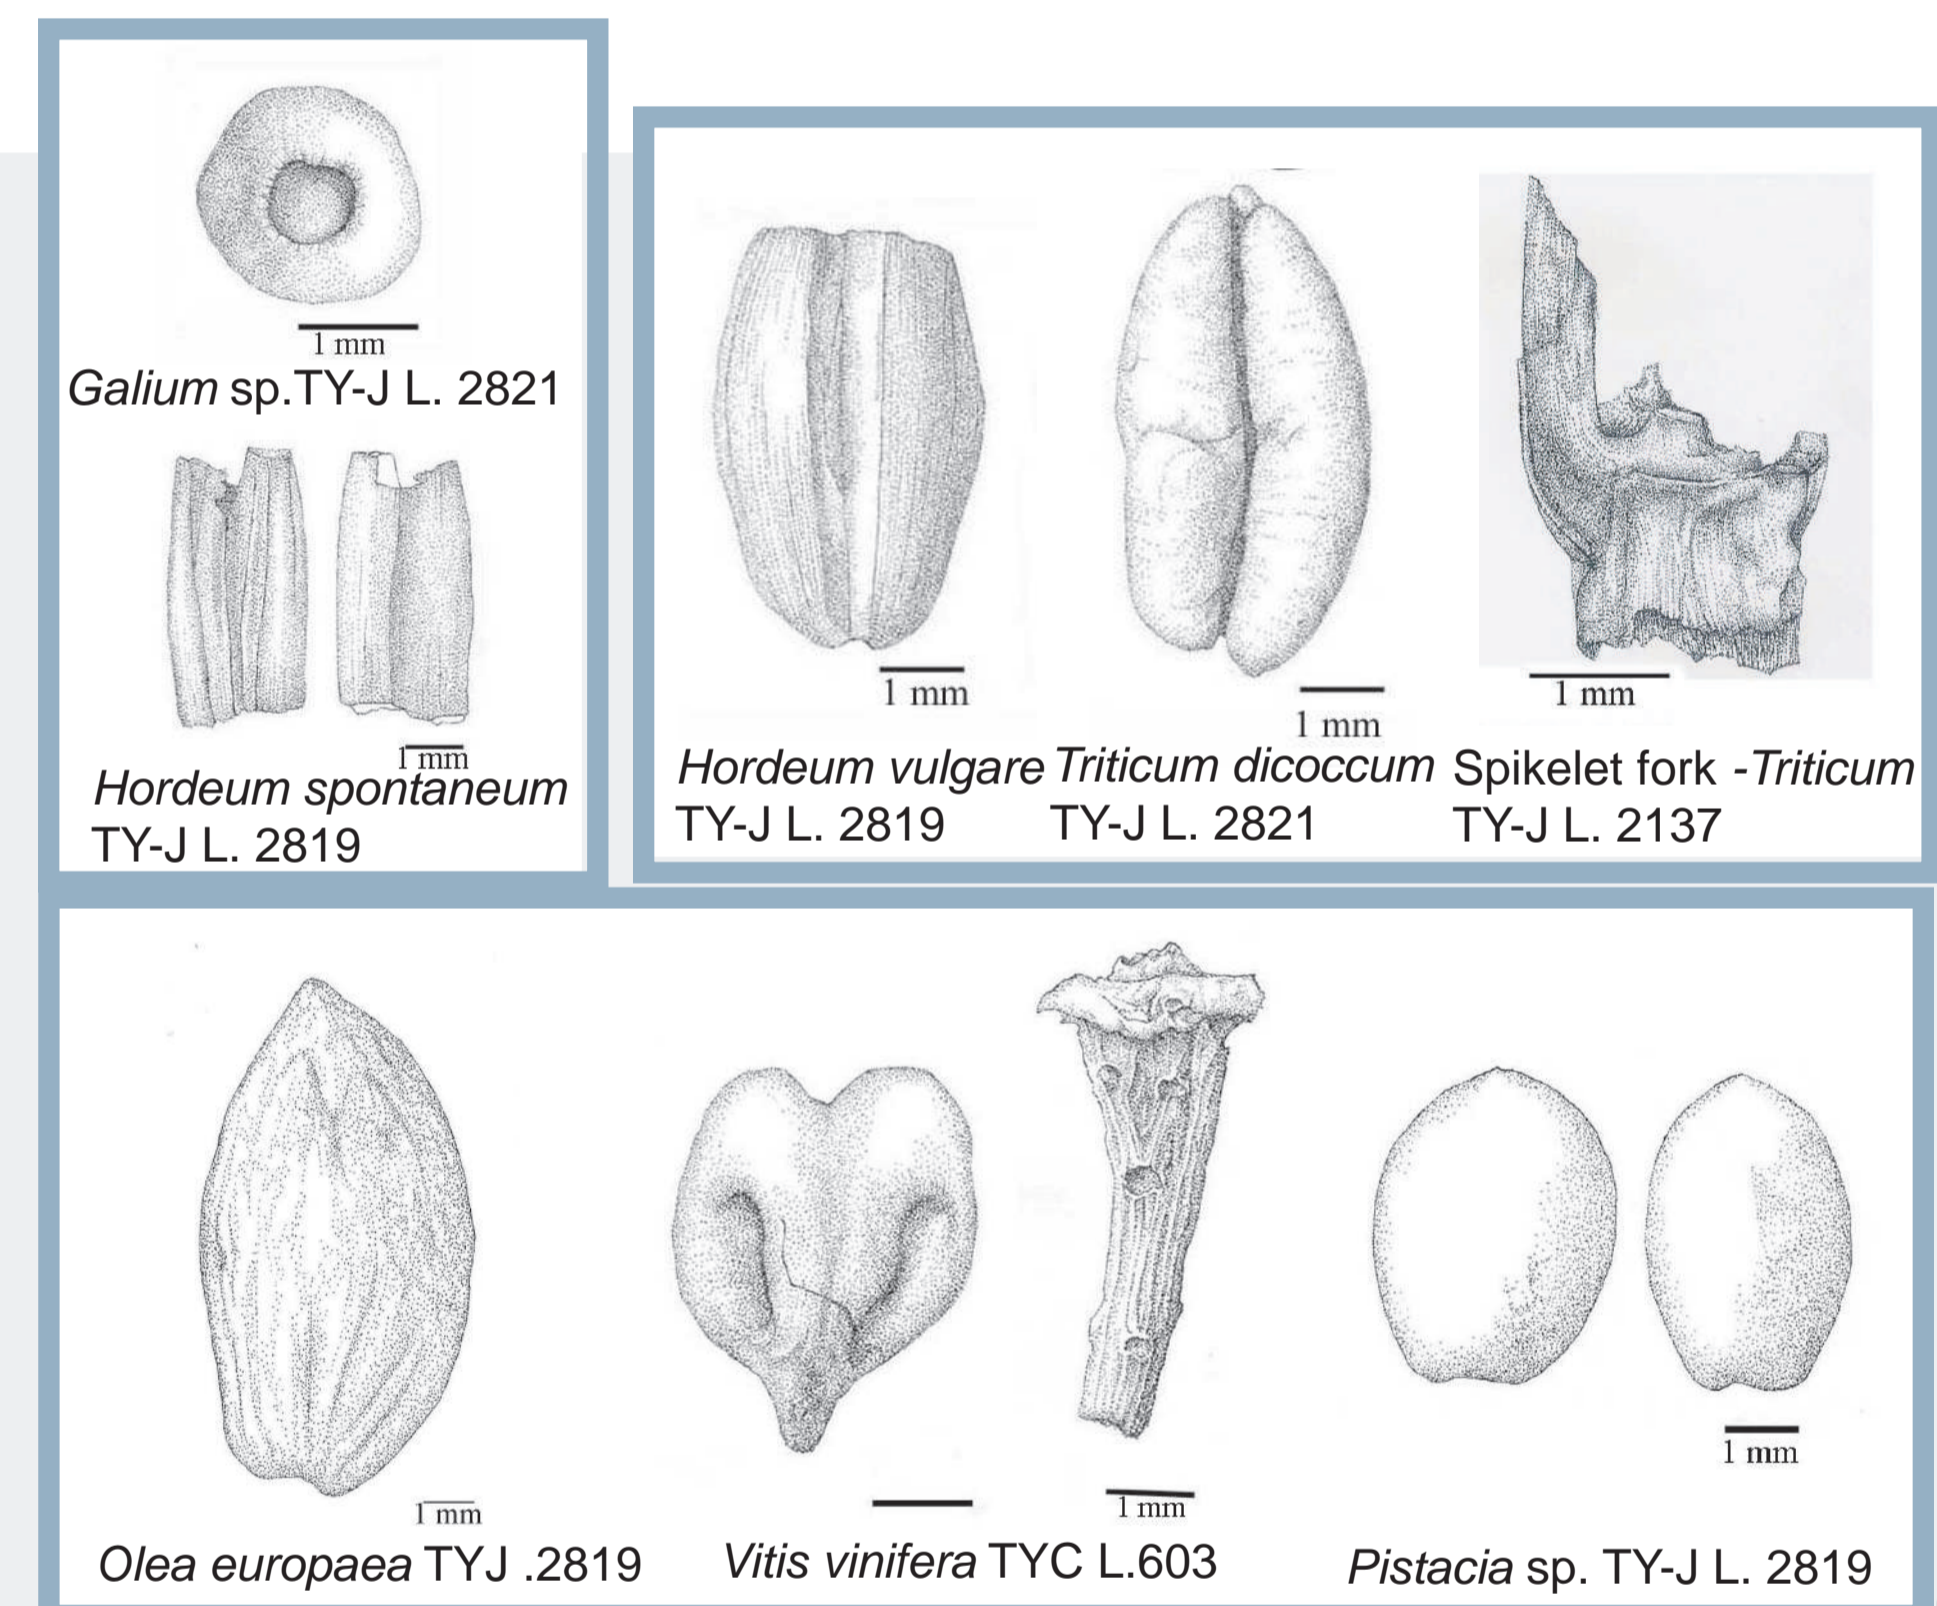 1 mm
Galium sp.TY-J L. 2821
1 mm
Hordeum spontaneum
TY-J L. 2819
1 mm
1 mm
1 mm
Hordeum vulgare
TY-J L. 2819
Triticum dicoccum
TY-J L. 2821
Spikelet fork -Triticum
TY-J L. 2137
1 mm
1 mm
1 mm
Olea europaea TYJ .2819
Vitis vinifera TYC L.603
Pistacia sp. TY-J L. 2819